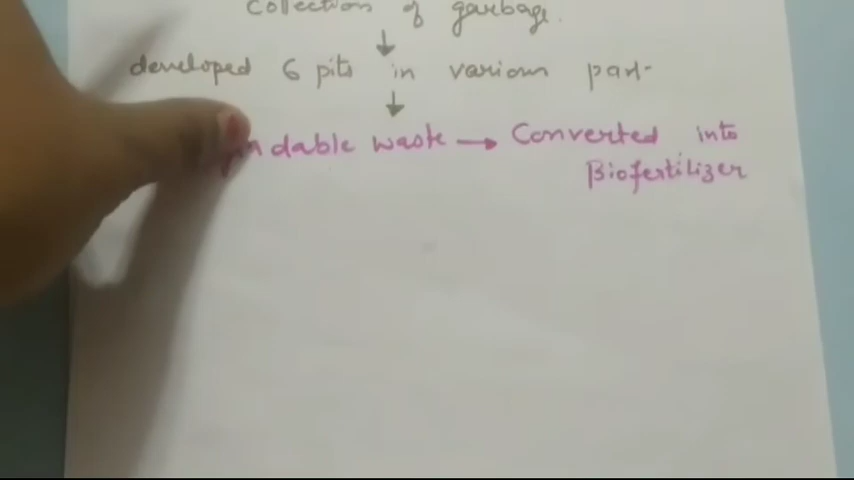 Collection of garbage.
↓
developed 6 pits in various part
↓
dable waste → Converted into
Biofertilizer